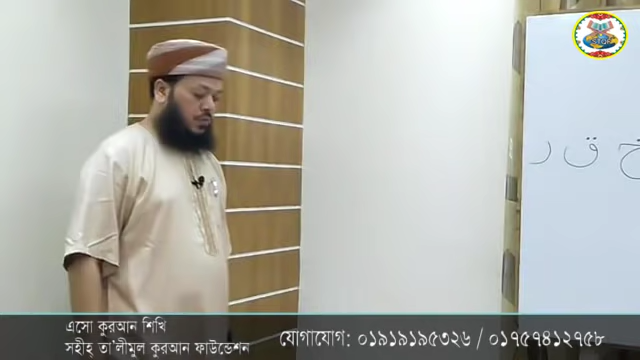 ر ق خ
এসো কুরআন শিখি
সহীহ্ তা'লীমুল কুরআন ফাউন্ডেশন
যোগাযোগ: ০১৯১৯১৯৫৩২৬ / ০১৭৫৭৪১২৭৫৮